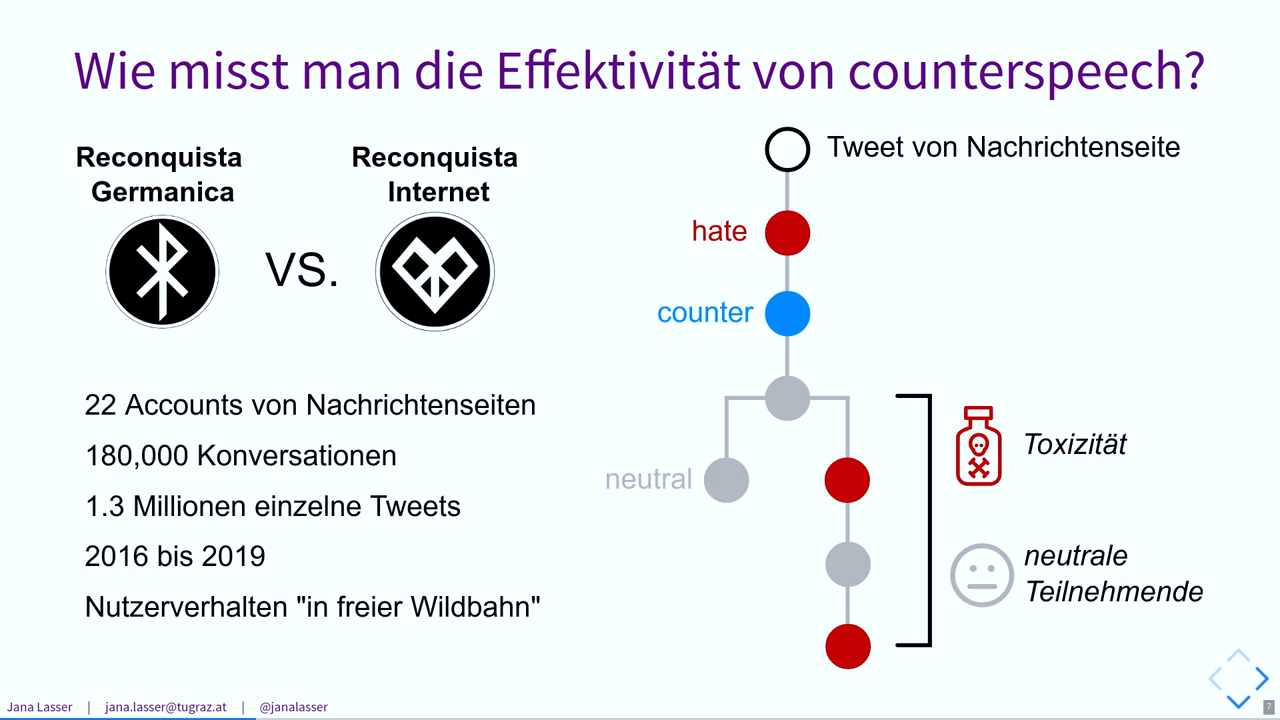 Wie misst man die Effektivität von counterspeech?
Reconquista
Germanica
VS.
Reconquista
Internet
22 Accounts von Nachrichtenseiten
180,000 Konversationen
1.3 Millionen einzelne Tweets
2016 bis 2019
Nutzerverhalten "in freier Wildbahn"
Tweet von Nachrichtenseite
hate
counter
neutral
Toxizität
neutrale
Teilnehmende
Jana Lasser | jana.lasser@tugraz.at | @janalasser
7